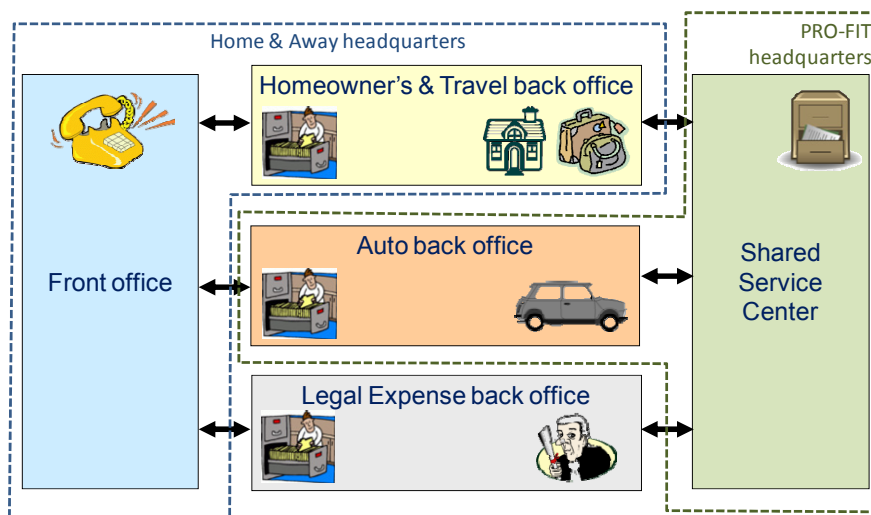 Home & Away headquarters
PRO-FIT
headquarters
Homeowner's & Travel back office
Auto back office
Front office
Shared
Service
Center
Legal Expense back office